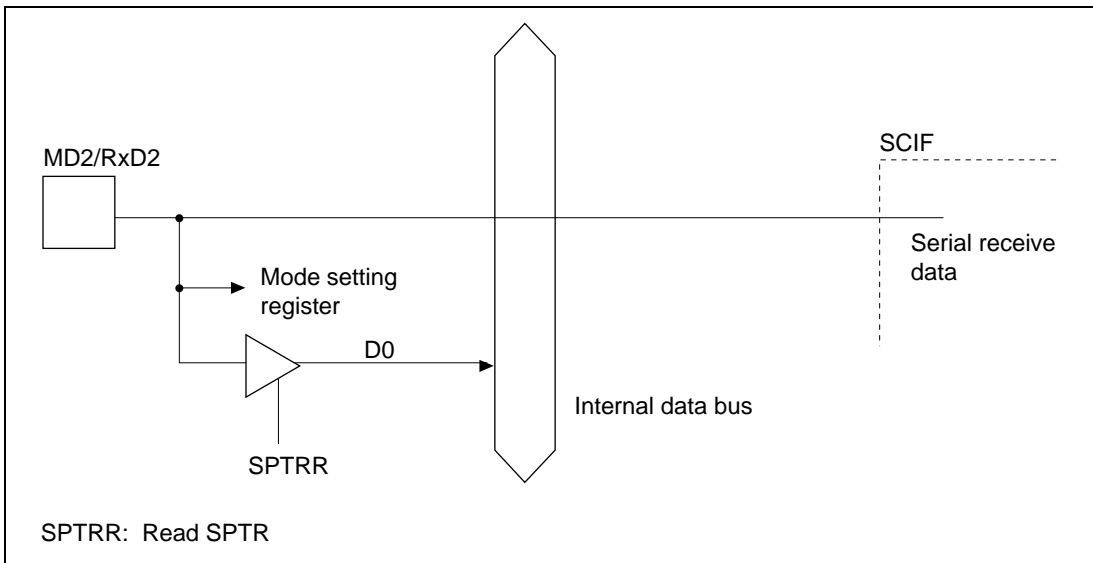 SCIF
MD2/RxD2
Serial receive
data
Mode setting
register
D0
Internal data bus
SPTRR
SPTRR: Read SPTR